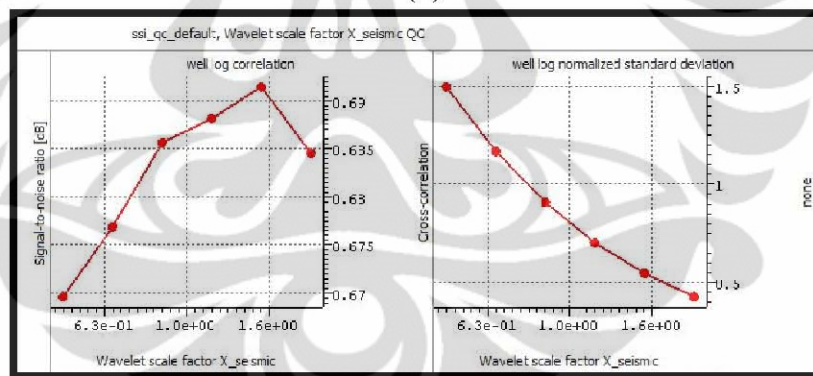 ssi_qc_default, Wavelet scale factor X_seismic QC
well log correlation
Signal-to-noise ratio [cB]
0.69
0.635
0.63
0.675
0.67
6.3e-01 1.0e+00 1.6e+00
Wavelet scale factor X_seismic
well log normalized standard deviation
Cross-correlation
1.5
1
0.5
6.3e-01 1.0e+00 1.6e+00
Wavelet scale factor X_seismic
none